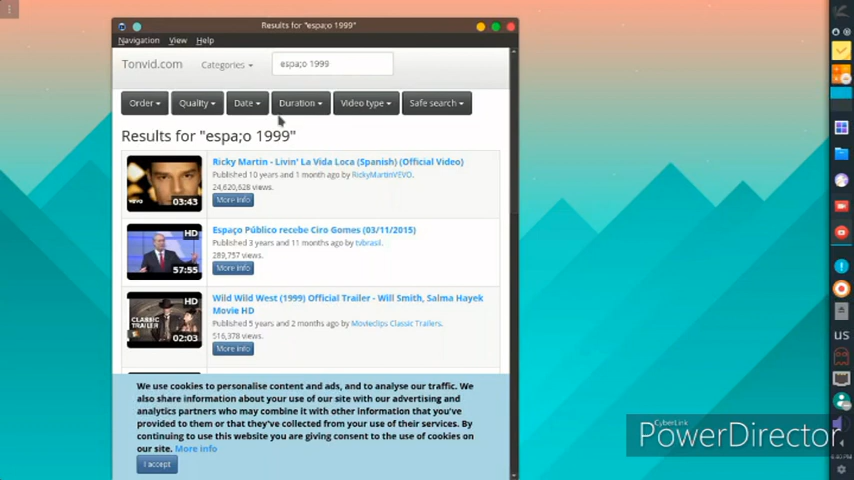 Results for "espa;o 1999"
Navigation View Help
Tonvid.com Categories espa;o 1999
Order Quality Date Duration Video type Safe search
Results for "espa;o 1999"
Ricky Martin - Livin' La Vida Loca (Spanish) (Official Video)
Published 10 years and 1 month ago by RickyMartinVEVO.
24,620,628 views.
More info
vevo
03:43
Espaço Público recebe Ciro Gomes (03/11/2015)
Published 3 years and 11 months ago by tvbrasil.
289,757 views.
More info
HD
57:55
Wild Wild West (1999) Official Trailer - Will Smith, Salma Hayek
Movie HD
Published 5 years and 2 months ago by Movieclips Classic Trailers.
516,378 views.
More info
HD
CLASSIC
TRAILER
02:03
We use cookies to personalise content and ads, and to analyse our traffic. We
also share information about your use of our site with our advertising and
analytics partners who may combine it with other information that you've
provided to them or that they've collected from your use of their services. By
continuing to use this website you are giving consent to the use of cookies on
our site. More info
I accept
US
CyberLink
PowerDirector